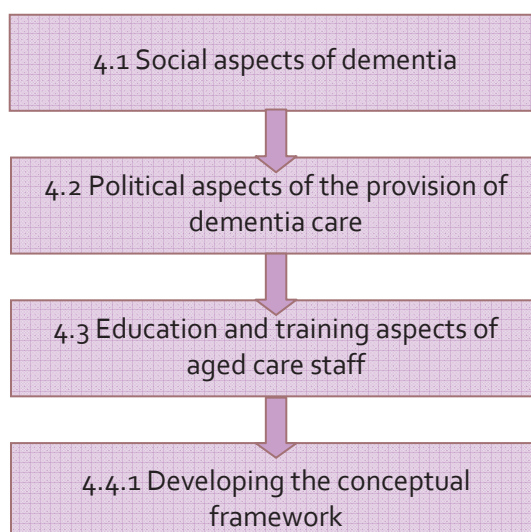 4.1 Social aspects of dementia
4.2 Political aspects of the provision of
dementia care
4.3 Education and training aspects of
aged care staff
4.4.1 Developing the conceptual
framework